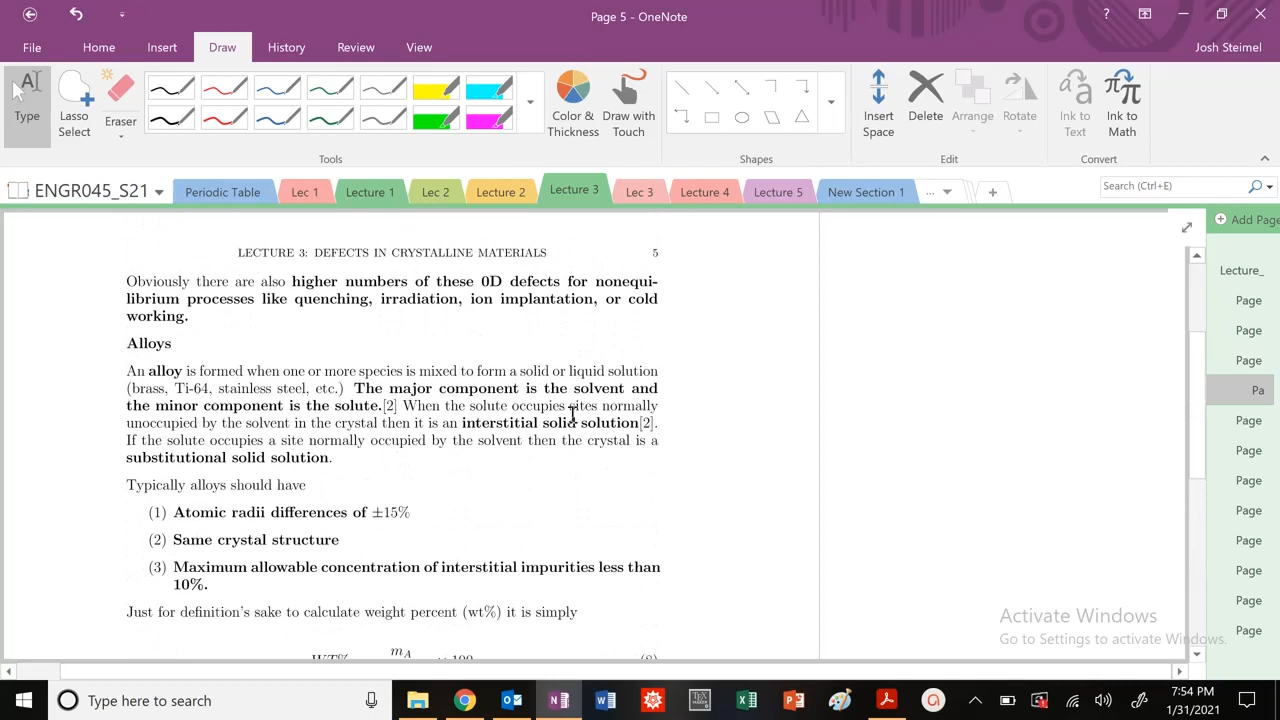 Page 5 - OneNote
?
File
Home
Insert
Draw
History
Review
View
Josh Steimel
Type
Lasso
Select
Eraser
Color &
Thickness
Draw with
Touch
Insert
Space
Delete
Arrange
Rotate
Ink to
Text
Ink to
Math
Tools
Shapes
Edit
Convert
ENGR045_S21
Periodic Table
Lec 1
Lecture 1
Lec 2
Lecture 2
Lecture 3
Lec 3
Lecture 4
Lecture 5
New Section 1
...
Search (Ctrl+E)
Add Page
Lecture_
Page
Page
Page
Pa
Page
Page
Page
Page
Page
Page
Page
Page
LECTURE 3: DEFECTS IN CRYSTALLINE MATERIALS 5
Obviously there are also higher numbers of these 0D defects for nonequi-
librium processes like quenching, irradiation, ion implantation, or cold
working.
Alloys
An alloy is formed when one or more species is mixed to form a solid or liquid solution
(brass, Ti-64, stainless steel, etc.) The major component is the solvent and
the minor component is the solute.[2] When the solute occupies sites normally
unoccupied by the solvent in the crystal then it is an interstitial solid solution[2].
If the solute occupies a site normally occupied by the solvent then the crystal is a
substitutional solid solution.
Typically alloys should have
(1) Atomic radii differences of ±15%
(2) Same crystal structure
(3) Maximum allowable concentration of interstitial impurities less than
10%.
Just for definition's sake to calculate weight percent (wt%) it is simply
m_A
Activate Windows
Go to Settings to activate Windows.
Type here to search
7:54 PM
1/31/2021